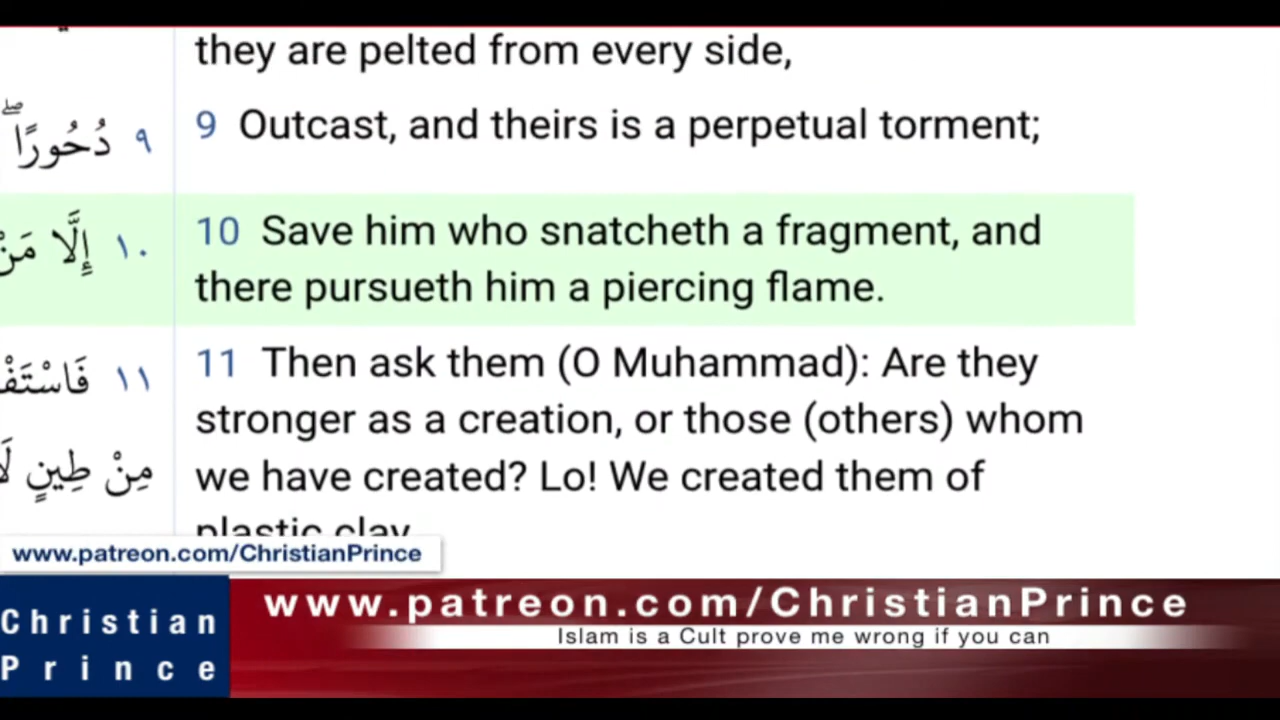 they are pelted from every side,
دُحُورًاۖ ٩
9 Outcast, and theirs is a perpetual torment;
إِلَّا مَنْ ١٠
10 Save him who snatcheth a fragment, and
there pursueth him a piercing flame.
١١
11 Then ask them (O Muhammad): Are they
stronger as a creation, or those (others) whom
مِنْ طِينٍ
we have created? Lo! We created them of
plastic clay
www.patreon.com/ChristianPrince
Christian
Prince
www.patreon.com/ChristianPrince
Islam is a Cult prove me wrong if you can